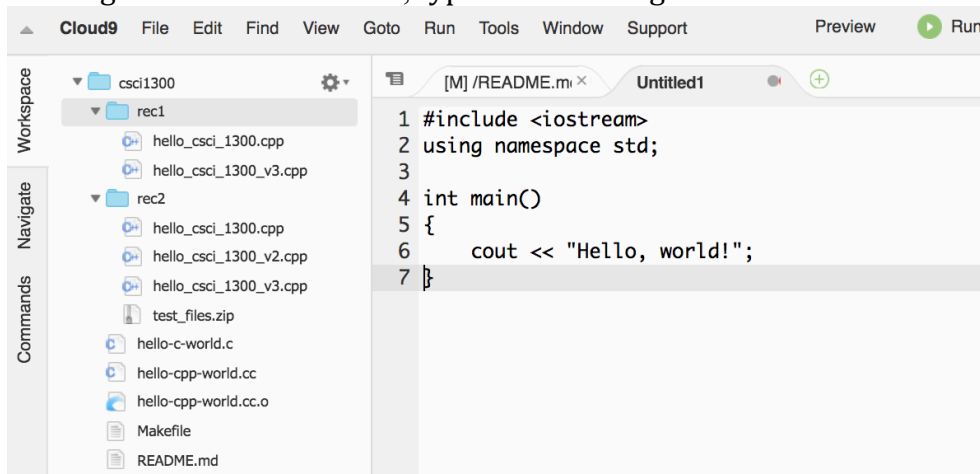 Cloud9 File Edit Find View Goto Run Tools Window Support Preview Run
Workspace
Navigate
Commands
csci1300
rec1
hello_csci_1300.cpp
hello_csci_1300_v3.cpp
rec2
hello_csci_1300.cpp
hello_csci_1300_v2.cpp
hello_csci_1300_v3.cpp
test_files.zip
hello-c-world.c
hello-cpp-world.cc
hello-cpp-world.cc.o
Makefile
README.md
[M] /README.m × Untitled1
1 #include <iostream>
2 using namespace std;
3
4 int main()
5 {
6 cout << "Hello, world!";
7 }